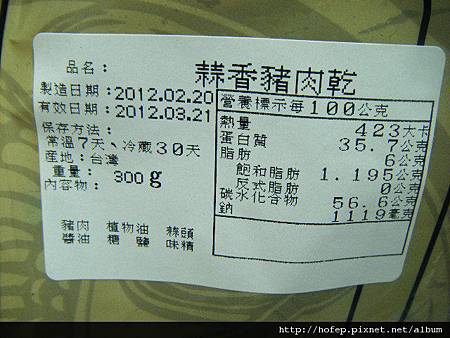 品名：蒜香豬肉乾
製造日期：2012.02.20
有效日期：2012.03.21
保存方法：
常溫7天、冷藏30天
産地：台灣
重量：300g
內容物：
豬肉 植物油 蒜頭
醬油 糖 鹽 味精
營養標示每100公克
熱量 423大卡
蛋白質 35.7公克
脂肪 6公克
飽和脂肪 1.195公克
反式脂肪 0公克
碳水化合物 56.6公克
鈉 1119毫克
http://hofep.pixnet.net/album